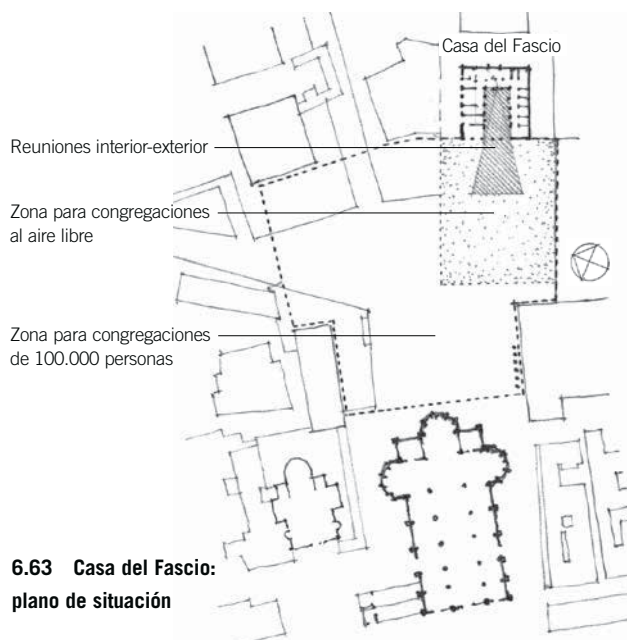 Casa del Fascio
Reuniones interior-exterior
Zona para congregaciones
al aire libre
Zona para congregaciones
de 100.000 personas
6.63 Casa del Fascio:
plano de situación